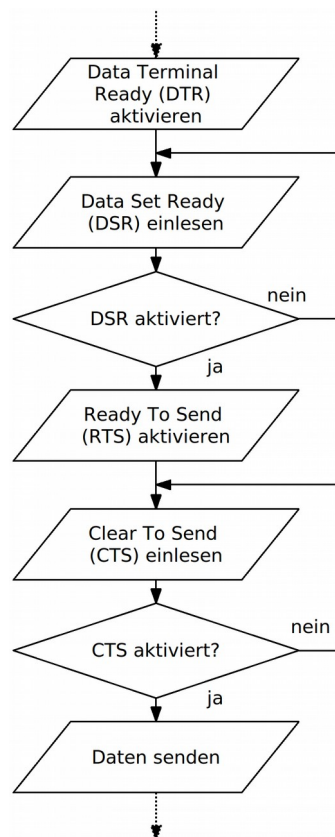 Data Terminal
Ready (DTR)
aktivieren
Data Set Ready
(DSR) einlesen
nein
DSR aktiviert?
ja
Ready To Send
(RTS) aktivieren
Clear To Send
(CTS) einlesen
nein
CTS aktiviert?
ja
Daten senden